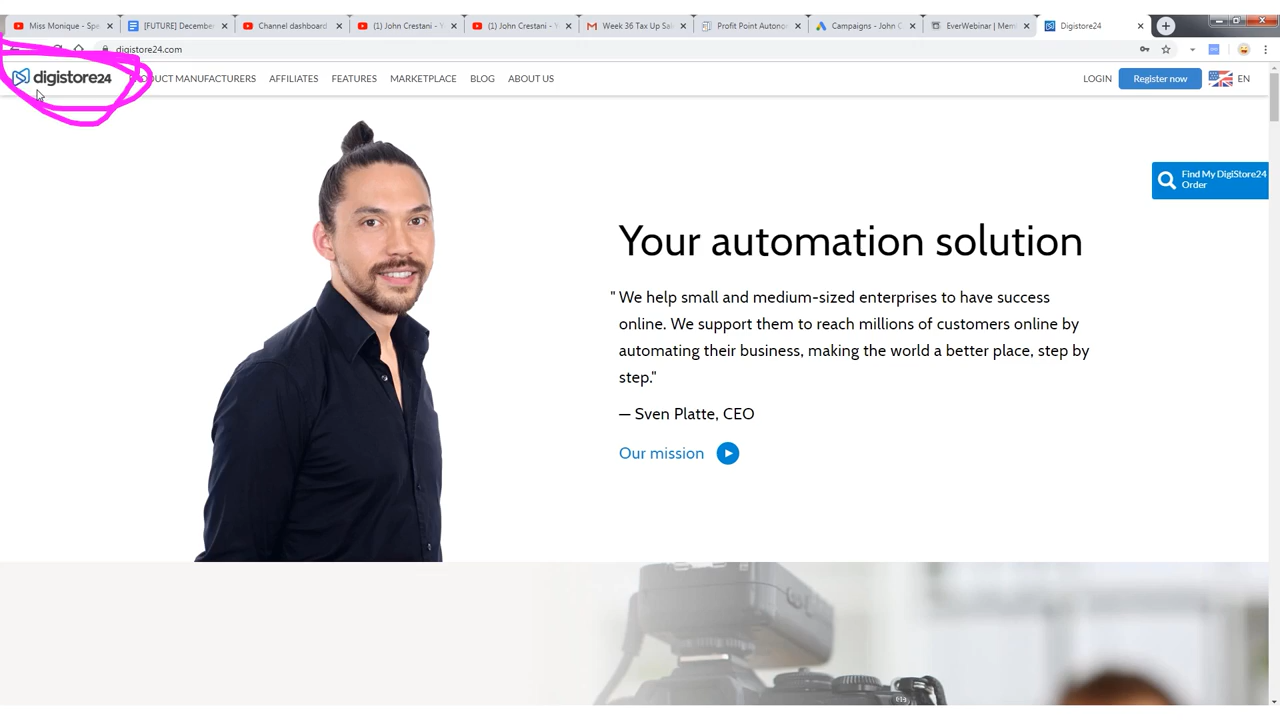 Miss Monique - Spe
[FUTURE] December
Channel dashboard
(1) John Crestani - Y
(1) John Crestani - Y
Week 36 Tax Up Sal
Profit Point Autono
Campaigns - John C
EverWebinar | Mem
Digistore24
digistore24.com
digistore24
PRODUCT MANUFACTURERS
AFFILIATES
FEATURES
MARKETPLACE
BLOG
ABOUT US
LOGIN
Register now
EN
Find My DigiStore24
Order
Your automation solution
" We help small and medium-sized enterprises to have success
online. We support them to reach millions of customers online by
automating their business, making the world a better place, step by
step."
— Sven Platte, CEO
Our mission